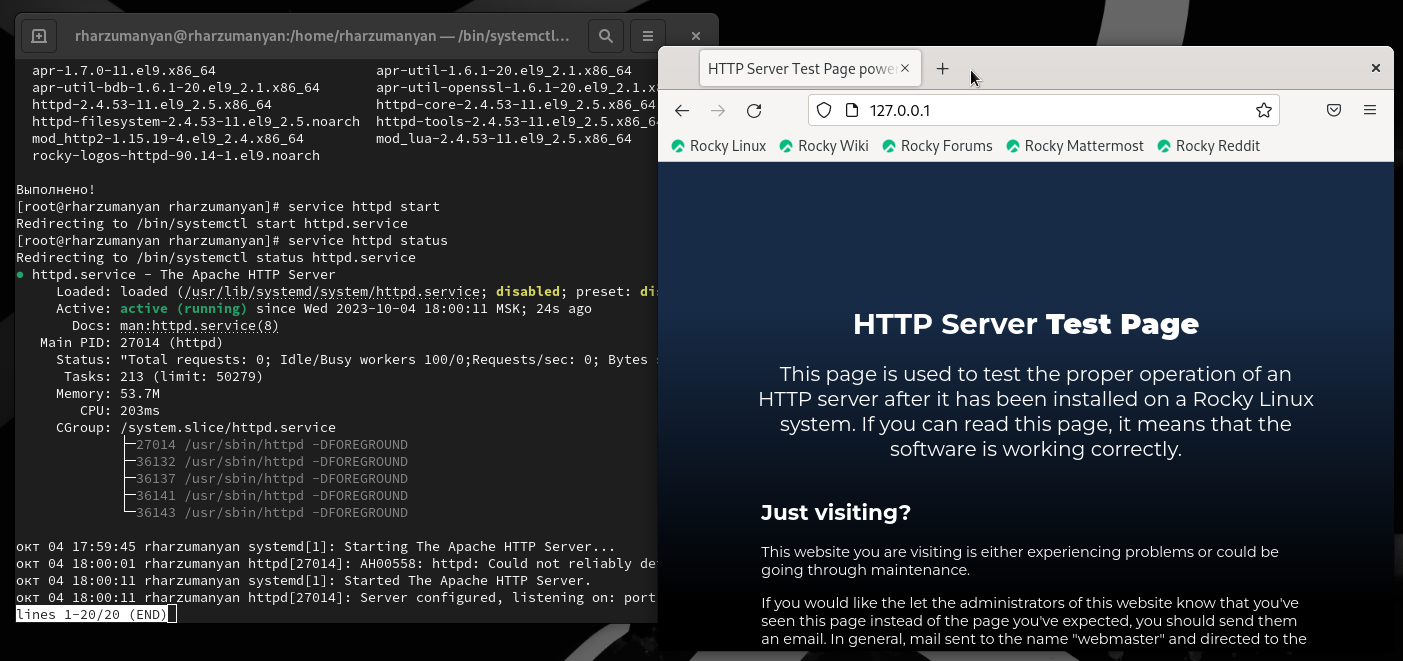 rharzumanyan@rharzumanyan:/home/rharzumanyan — /bin/systemctl...
apr-1.7.0-11.el9.x86_64 apr-util-1.6.1-20.el9_2.1.x86_64
apr-util-bdb-1.6.1-20.el9_2.1.x86_64 apr-util-openssl-1.6.1-20.el9_2.1.x86_
httpd-2.4.53-11.el9_2.5.x86_64 httpd-core-2.4.53-11.el9_2.5.x86_64
httpd-filesystem-2.4.53-11.el9_2.5.noarch httpd-tools-2.4.53-11.el9_2.5.x86_6
mod_http2-1.15.19-4.el9_2.4.x86_64 mod_lua-2.4.53-11.el9_2.5.x86_64
rocky-logos-httpd-90.14-1.el9.noarch
Выполнено!
[root@rharzumanyan rharzumanyan]# service httpd start
Redirecting to /bin/systemctl start httpd.service
[root@rharzumanyan rharzumanyan]# service httpd status
Redirecting to /bin/systemctl status httpd.service
● httpd.service - The Apache HTTP Server
Loaded: loaded (/usr/lib/systemd/system/httpd.service; disabled; preset: di
Active: active (running) since Wed 2023-10-04 18:00:11 MSK; 24s ago
Docs: man:httpd.service(8)
Main PID: 27014 (httpd)
Status: "Total requests: 0; Idle/Busy workers 100/0;Requests/sec: 0; Bytes
Tasks: 213 (limit: 50279)
Memory: 53.7M
CPU: 203ms
CGroup: /system.slice/httpd.service
├─27014 /usr/sbin/httpd -DFOREGROUND
├─36132 /usr/sbin/httpd -DFOREGROUND
├─36137 /usr/sbin/httpd -DFOREGROUND
├─36141 /usr/sbin/httpd -DFOREGROUND
└─36143 /usr/sbin/httpd -DFOREGROUND
окт 04 17:59:45 rharzumanyan systemd[1]: Starting The Apache HTTP Server...
окт 04 18:00:01 rharzumanyan httpd[27014]: AH00558: httpd: Could not reliably de
окт 04 18:00:11 rharzumanyan systemd[1]: Started The Apache HTTP Server.
окт 04 18:00:11 rharzumanyan httpd[27014]: Server configured, listening on: port
lines 1-20/20 (END)
HTTP Server Test Page powe
127.0.0.1
Rocky Linux Rocky Wiki Rocky Forums Rocky Mattermost Rocky Reddit
HTTP Server Test Page
This page is used to test the proper operation of an
HTTP server after it has been installed on a Rocky Linux
system. If you can read this page, it means that the
software is working correctly.
Just visiting?
This website you are visiting is either experiencing problems or could be
going through maintenance.
If you would like the let the administrators of this website know that you've
seen this page instead of the page you've expected, you should send them
an email. In general, mail sent to the name "webmaster" and directed to the